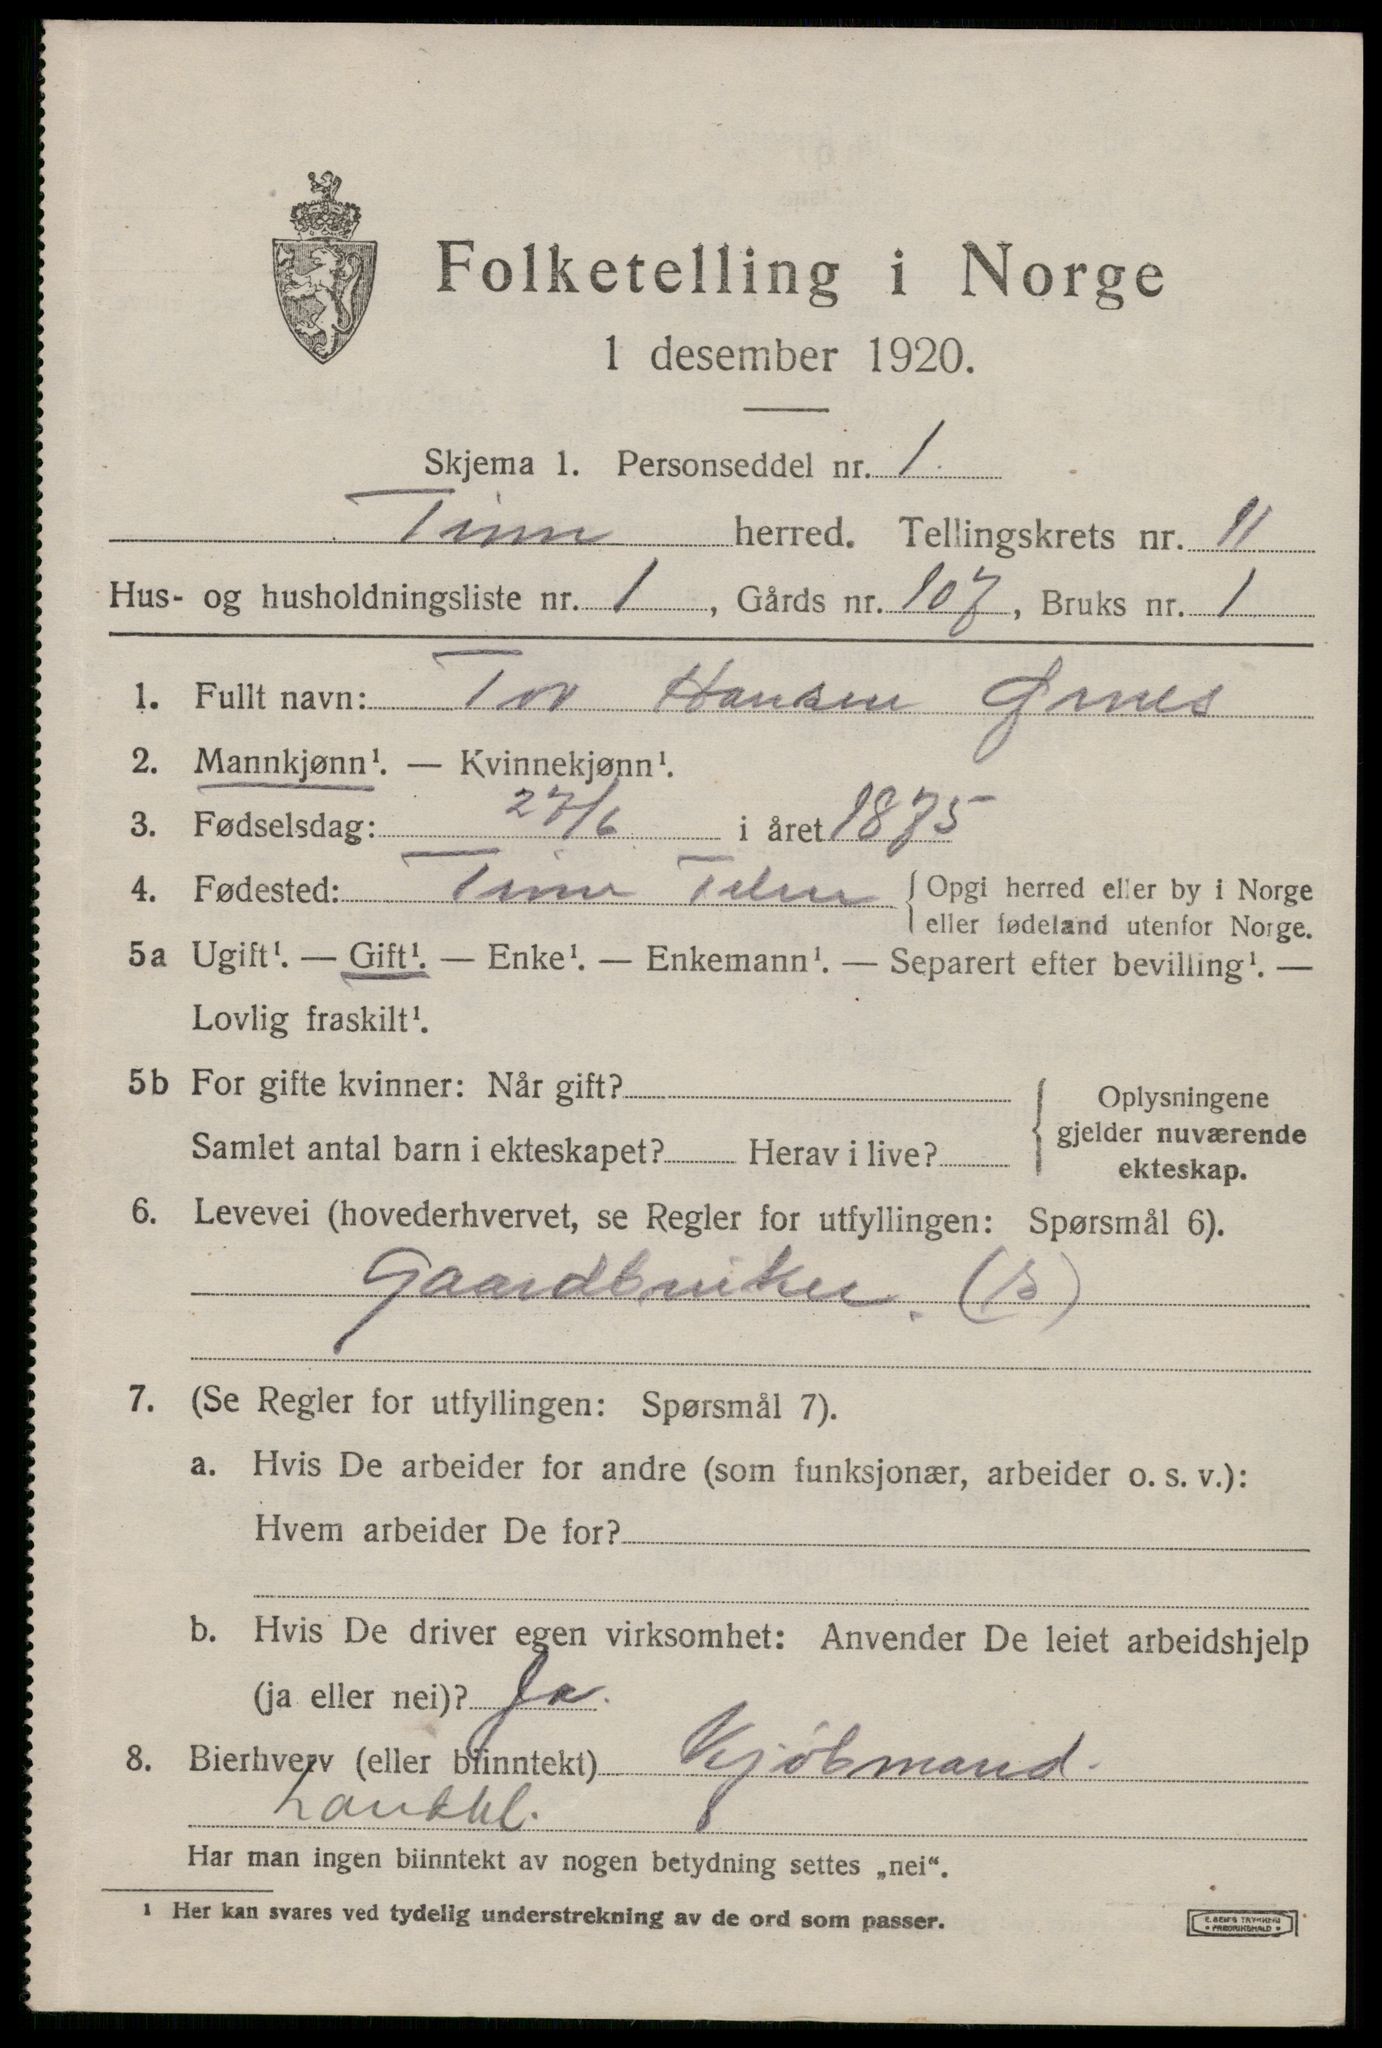 Folketelling i Norge
1 desember 1920.
Skjema 1. Personseddel nr. 1.
Tinn herred. Tellingskrets nr. 11
Hus- og husholdningsliste nr. 1, Gårds nr. 107, Bruks nr. 1
1. Fullt navn: Tov Hansen Ørnes
2. Mannkjønn¹. — Kvinnekjønn¹.
3. Fødselsdag: 27/6 i året 1875
4. Fødested: Tinn Telem { Opgi herred eller by i Norge
eller fødeland utenfor Norge.
5a Ugift¹. — Gift¹. — Enke¹. — Enkemann¹. — Separert efter bevilling¹. —
Lovlig fraskilt¹.
5b For gifte kvinner: Når gift?
Samlet antal barn i ekteskapet? Herav i live?
{ Oplysningene
gjelder nuværende
ekteskap.
6. Levevei (hovederhvervet, se Regler for utfyllingen: Spørsmål 6).
Gaardbruker. (s)
7. (Se Regler for utfyllingen: Spørsmål 7).
a. Hvis De arbeider for andre (som funksjonær, arbeider o. s. v.):
Hvem arbeider De for?
b. Hvis De driver egen virksomhet: Anvender De leiet arbeidshjelp
(ja eller nei)? Ja.
8. Bierhverv (eller biinntekt) Kjöbmand.
Landhl.
Har man ingen biinntekt av nogen betydning settes „nei“.
¹ Her kan svares ved tydelig understrekning av de ord som passer.
E. SEMS TRYKKERI
• FREDRIKSHALD •